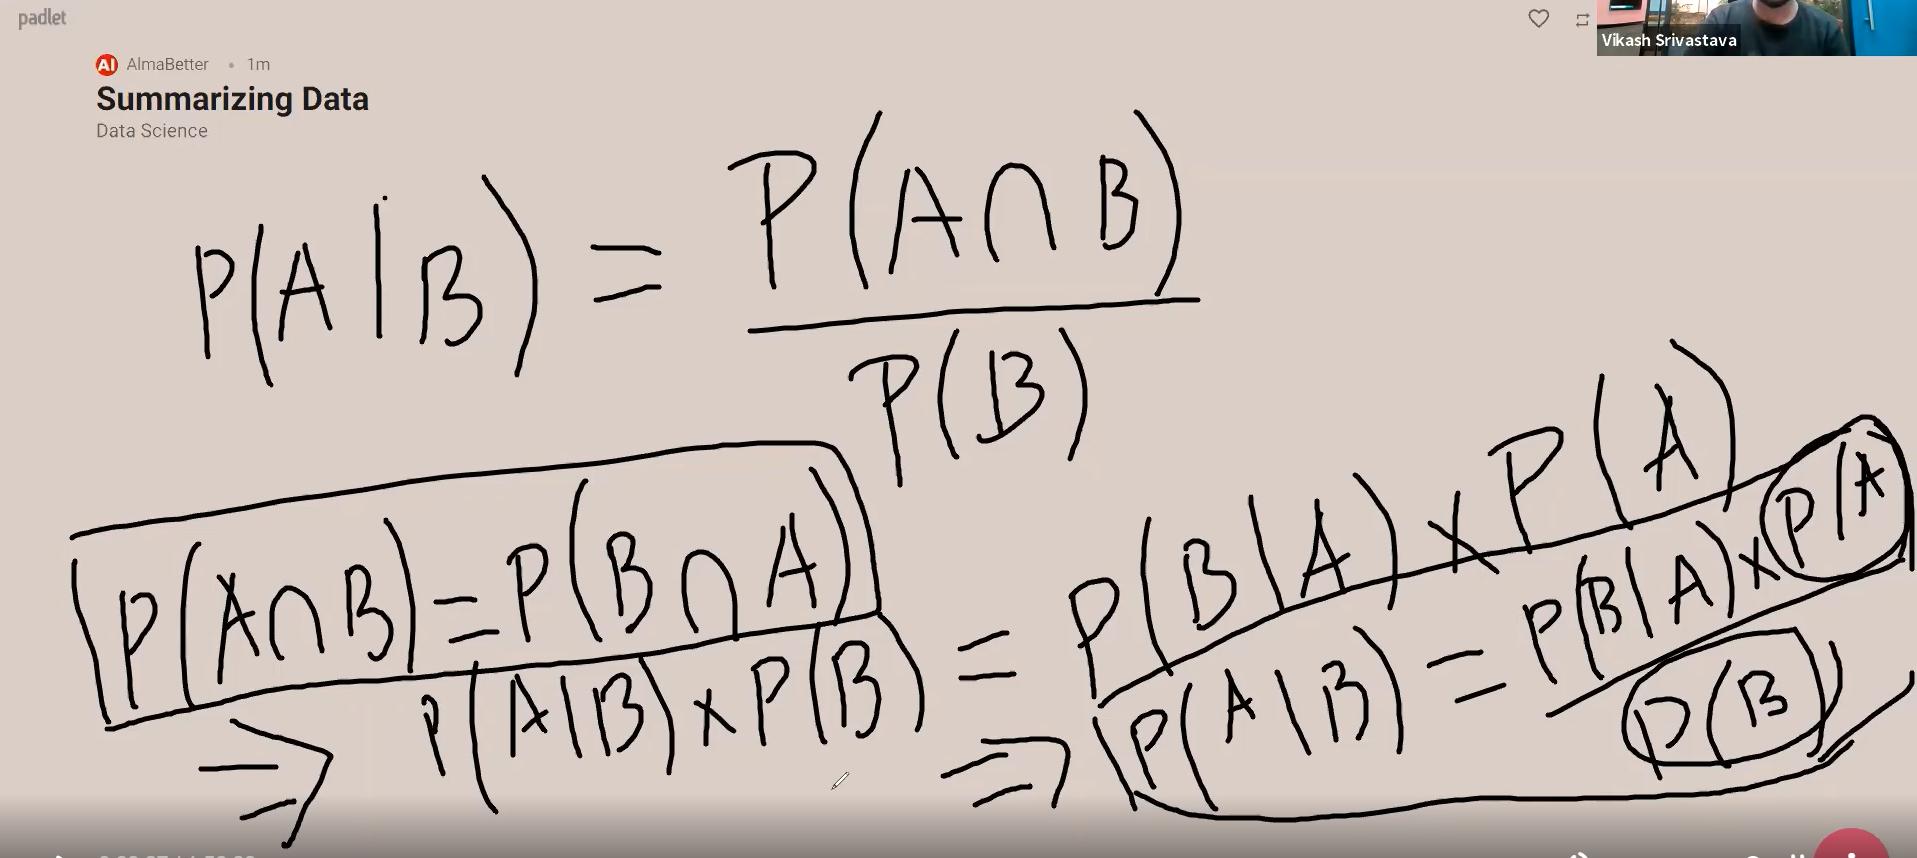 padlet
Vikash Srivastava
AlmaBetter • 1m
Summarizing Data
Data Science
P(A|B) = P(A∩B)
P(B)
P(A∩B) = P(B∩A)
⇒ P(A|B) × P(B) = P(B|A) × P(A)
⇒ P(A|B) = P(B|A) × P(A
P(B)